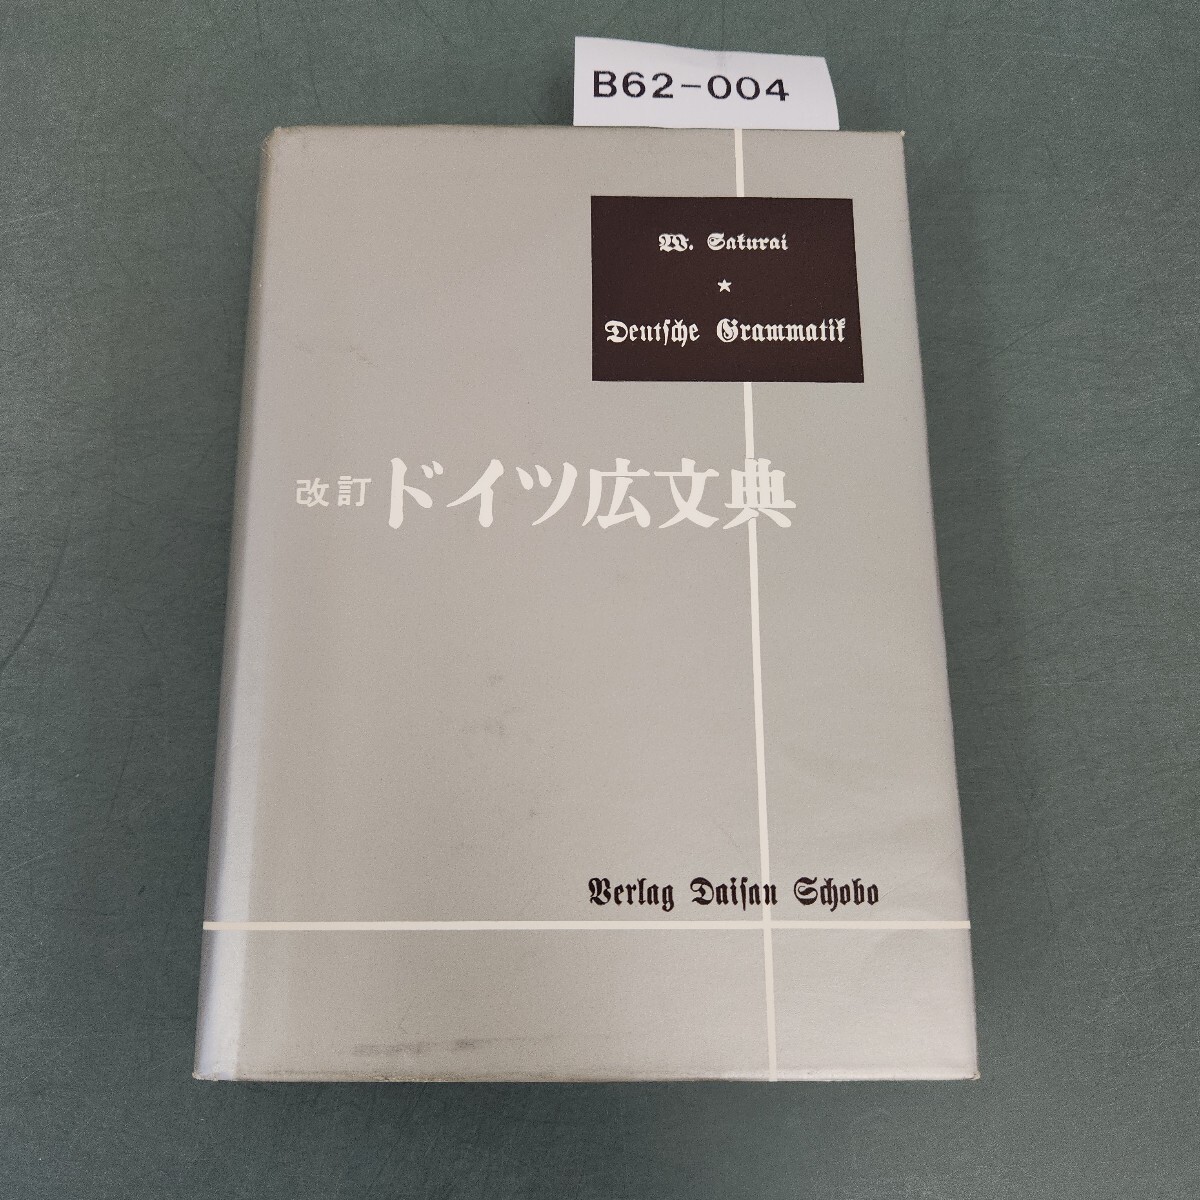 B62-004
W. Sakurai
★
Deutsche Grammatik
改訂 ドイツ広文典
Verlag Daisan Schobo